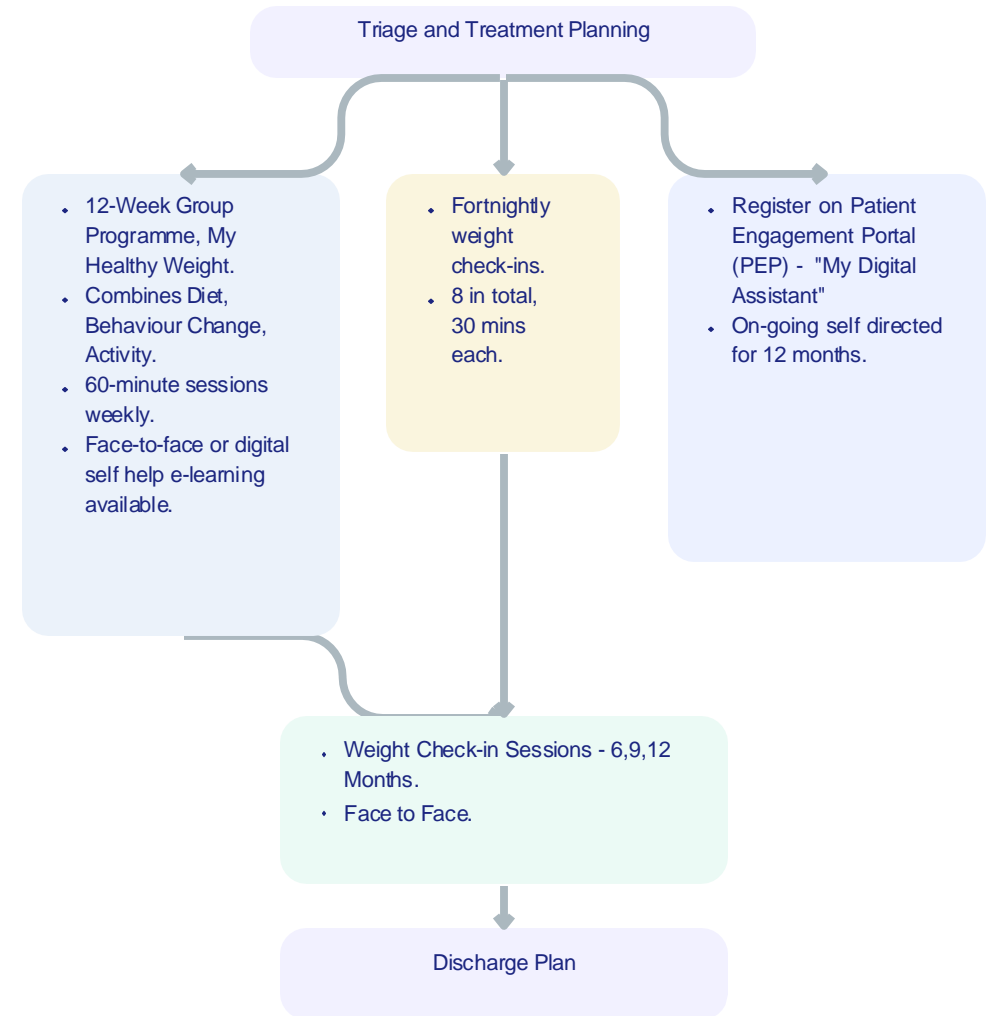 Triage and Treatment Planning
12-Week Group
Programme, My
Healthy Weight.
Combines Diet,
Behaviour Change,
Activity.
60-minute sessions
weekly.
Face-to-face or digital
self help e-learning
available.
Fortnightly
weight
check-ins.
8 in total,
30 mins
each.
Register on Patient
Engagement Portal
(PEP) - "My Digital
Assistant"
On-going self directed
for 12 months.
Weight Check-in Sessions - 6,9,12
Months.
Face to Face.
Discharge Plan